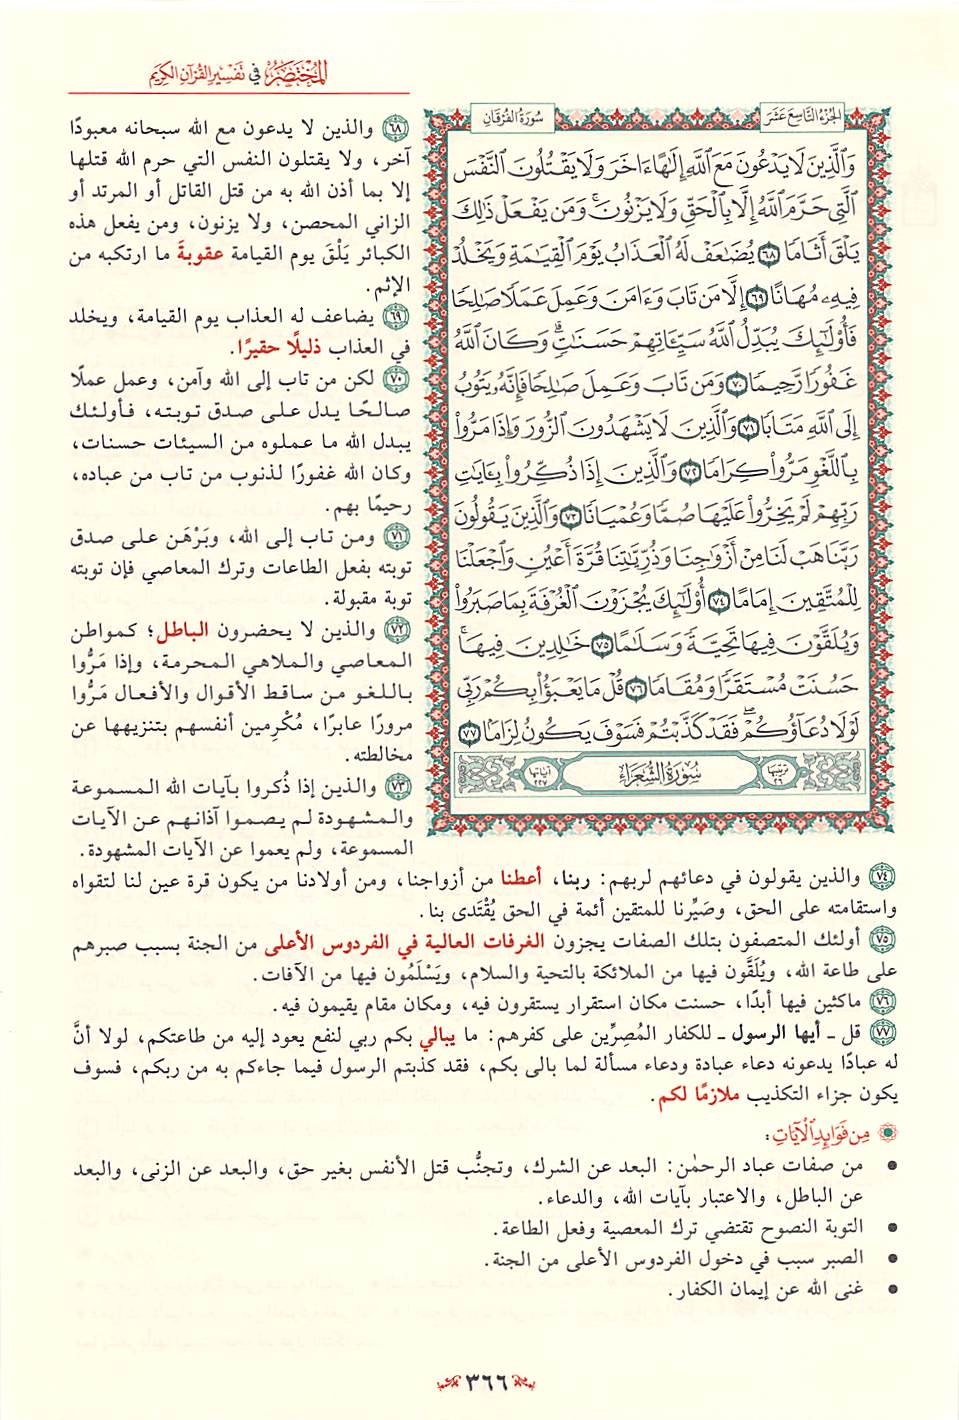 المختصر في تفسير القرآن الكريم
الجزء التاسع عشر
سورة الفرقان
وَالَّذِينَ لَا يَدْعُونَ مَعَ اللَّهِ إِلَٰهًا ءَاخَرَ وَلَا يَقْتُلُونَ النَّفْسَ
الَّتِي حَرَّمَ اللَّهُ إِلَّا بِالْحَقِّ وَلَا يَزْنُونَ ۚ وَمَن يَفْعَلْ ذَٰلِكَ
يَلْقَ أَثَامًا ٦٨ يُضَٰعَفْ لَهُ الْعَذَابُ يَوْمَ الْقِيَٰمَةِ وَيَخْلُدْ
فِيهِۦ مُهَانًا ٦٩ إِلَّا مَن تَابَ وَءَامَنَ وَعَمِلَ عَمَلًا صَٰلِحًا
فَأُو۟لَٰٓئِكَ يُبَدِّلُ اللَّهُ سَيِّـَٔاتِهِمْ حَسَنَٰتٍ ۗ وَكَانَ اللَّهُ
غَفُورًا رَّحِيمًا ٧٠ وَمَن تَابَ وَعَمِلَ صَٰلِحًا فَإِنَّهُۥ يَتُوبُ
إِلَى اللَّهِ مَتَابًا ٧١ وَالَّذِينَ لَا يَشْهَدُونَ الزُّورَ وَإِذَا مَرُّوا۟
بِاللَّغْوِ مَرُّوا۟ كِرَامًا ٧٢ وَالَّذِينَ إِذَا ذُكِّرُوا۟ بِـَٔايَٰتِ
رَبِّهِمْ لَمْ يَخِرُّوا۟ عَلَيْهَا صُمًّا وَعُمْيَانًا ٧٣ وَالَّذِينَ يَقُولُونَ
رَبَّنَا هَبْ لَنَا مِنْ أَزْوَٰجِنَا وَذُرِّيَّٰتِنَا قُرَّةَ أَعْيُنٍ وَاجْعَلْنَا
لِلْمُتَّقِينَ إِمَامًا ٧٤ أُو۟لَٰٓئِكَ يُجْزَوْنَ الْغُرْفَةَ بِمَا صَبَرُوا۟
وَيُلَقَّوْنَ فِيهَا تَحِيَّةً وَسَلَٰمًا ٧٥ خَٰلِدِينَ فِيهَا ۚ
حَسُنَتْ مُسْتَقَرًّا وَمُقَامًا ٧٦ قُلْ مَا يَعْبَؤُا۟ بِكُمْ رَبِّي
لَوْلَا دُعَاؤُكُمْ ۖ فَقَدْ كَذَّبْتُمْ فَسَوْفَ يَكُونُ لِزَامًا ٧٧
ترتيبها ٢٦ سورة الشعراء آياتها ٢٢٧
٦٨ والذين لا يدعون مع الله سبحانه معبودًا
آخر، ولا يقتلون النفس التي حرم الله قتلها
إلا بما أذن الله به من قتل القاتل أو المرتد أو
الزاني المحصن، ولا يزنون، ومن يفعل هذه
الكبائر يَلْقَ يوم القيامة عقوبةَ ما ارتكبه من
الإثم.
٦٩ يضاعف له العذاب يوم القيامة، ويخلد
في العذاب ذليلًا حقيرًا.
٧٠ لكن من تاب إلى الله وآمن، وعمل عملًا
صالحًا يدل على صدق توبته، فأولئك
يبدل الله ما عملوه من السيئات حسنات،
وكان الله غفورًا لذنوب من تاب من عباده،
رحيمًا بهم.
٧١ ومن تاب إلى الله، وبَرْهَن على صدق
توبته بفعل الطاعات وترك المعاصي فإن توبته
توبة مقبولة.
٧٢ والذين لا يحضرون الباطل؛ كمواطن
المعاصي والملاهي المحرمة، وإذا مَرُّوا
باللغو من ساقط الأقوال والأفعال مَرُّوا
مرورًا عابرًا، مُكْرِمين أنفسهم بتنزيهها عن
مخالطته.
٧٣ والذين إذا ذُكروا بآيات الله المسموعة
والمشهودة لم يصموا آذانهم عن الآيات
المسموعة، ولم يعموا عن الآيات المشهودة.
٧٤ والذين يقولون في دعائهم لربهم: ربنا، أعطنا من أزواجنا، ومن أولادنا من يكون قرة عين لنا لتقواه
واستقامته على الحق، وصَيِّرنا للمتقين أئمة في الحق يُقْتَدى بنا.
٧٥ أولئك المتصفون بتلك الصفات يجزون الغرفات العالية في الفردوس الأعلى من الجنة بسبب صبرهم
على طاعة الله، ويُلَقَّون فيها من الملائكة بالتحية والسلام، ويَسْلَمُون فيها من الآفات.
٧٦ ماكثين فيها أبدًا، حسنت مكان استقرار يستقرون فيه، ومكان مقام يقيمون فيه.
٧٧ قل ـ أيها الرسول ـ للكفار المُصِرِّين على كفرهم: ما يبالي بكم ربي لنفع يعود إليه من طاعتكم، لولا أنَّ
له عبادًا يدعونه دعاء عبادة ودعاء مسألة لما بالى بكم، فقد كذبتم الرسول فيما جاءكم به من ربكم، فسوف
يكون جزاء التكذيب ملازمًا لكم.
مِن فَوَائِدِ الْآيَاتِ:
• من صفات عباد الرحمٰن: البعد عن الشرك، وتجنُّب قتل الأنفس بغير حق، والبعد عن الزنى، والبعد
عن الباطل، والاعتبار بآيات الله، والدعاء.
• التوبة النصوح تقتضي ترك المعصية وفعل الطاعة.
• الصبر سبب في دخول الفردوس الأعلى من الجنة.
• غنى الله عن إيمان الكفار.
٣٦٦